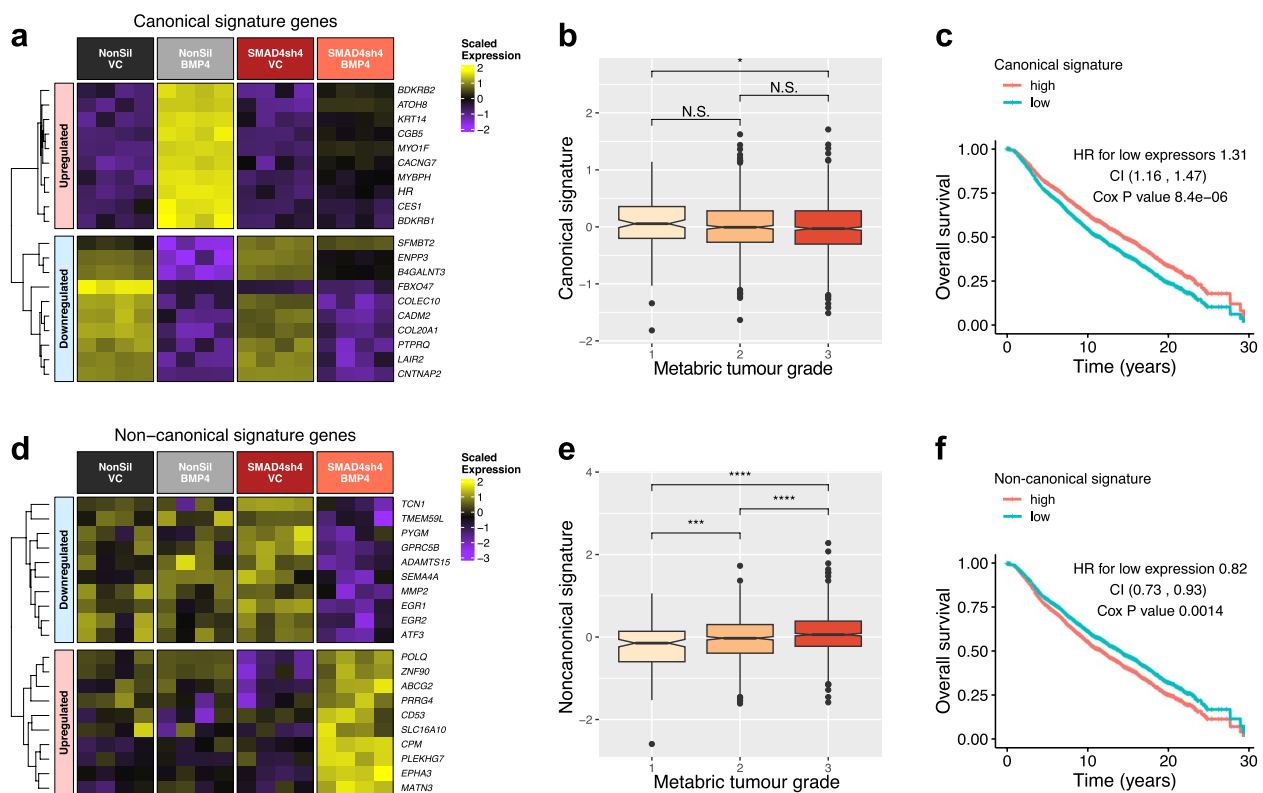 a
Canonical signature genes
NonSil
VC
NonSil
BMP4
SMAD4sh4
VC
SMAD4sh4
BMP4
Scaled
Expression
2
1
0
−1
−2
Upregulated
BDKRB2
ATOH8
KRT14
CGB5
MYO1F
CACNG7
MYBPH
HR
CES1
BDKRB1
Downregulated
SFMBT2
ENPP3
B4GALNT3
FBXO47
COLEC10
CADM2
COL20A1
PTPRQ
LAIR2
CNTNAP2
b
Canonical signature
2
1
0
−1
−2
*
N.S.
N.S.
1 2 3
Metabric tumour grade
c
Canonical signature
high
low
Overall survival
1.00
0.75
0.50
0.25
0.00
HR for low expressors 1.31
CI (1.16 , 1.47)
Cox P value 8.4e−06
0 10 20 30
Time (years)
d
Non−canonical signature genes
NonSil
VC
NonSil
BMP4
SMAD4sh4
VC
SMAD4sh4
BMP4
Scaled
Expression
2
1
0
−1
−2
−3
Downregulated
TCN1
TMEM59L
PYGM
GPRC5B
ADAMTS15
SEMA4A
MMP2
EGR1
EGR2
ATF3
Upregulated
POLQ
ZNF90
ABCG2
PRRG4
CD53
SLC16A10
CPM
PLEKHG7
EPHA3
MATN3
e
Noncanonical signature
4
2
0
−2
****
****
***
1 2 3
Metabric tumour grade
f
Non−canonical signature
high
low
Overall survival
1.00
0.75
0.50
0.25
0.00
HR for low expression 0.82
CI (0.73 , 0.93)
Cox P value 0.0014
0 10 20 30
Time (years)